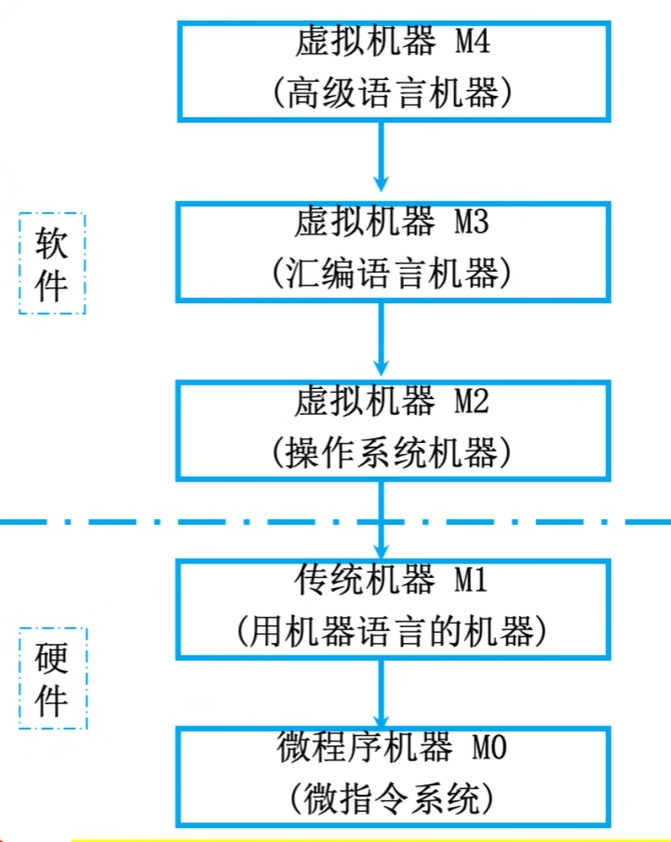 虚拟机器 M4
(高级语言机器)
虚拟机器 M3
(汇编语言机器)
软
件
虚拟机器 M2
(操作系统机器)
传统机器 M1
(用机器语言的机器)
硬
件
微程序机器 M0
(微指令系统)